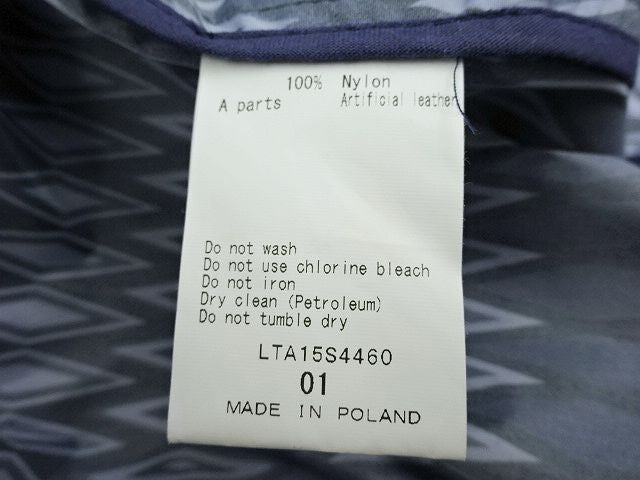 100% Nylon
A parts Artificial leather
Do not wash
Do not use chlorine bleach
Do not iron
Dry clean (Petroleum)
Do not tumble dry
LTA15S4460
01
MADE IN POLAND